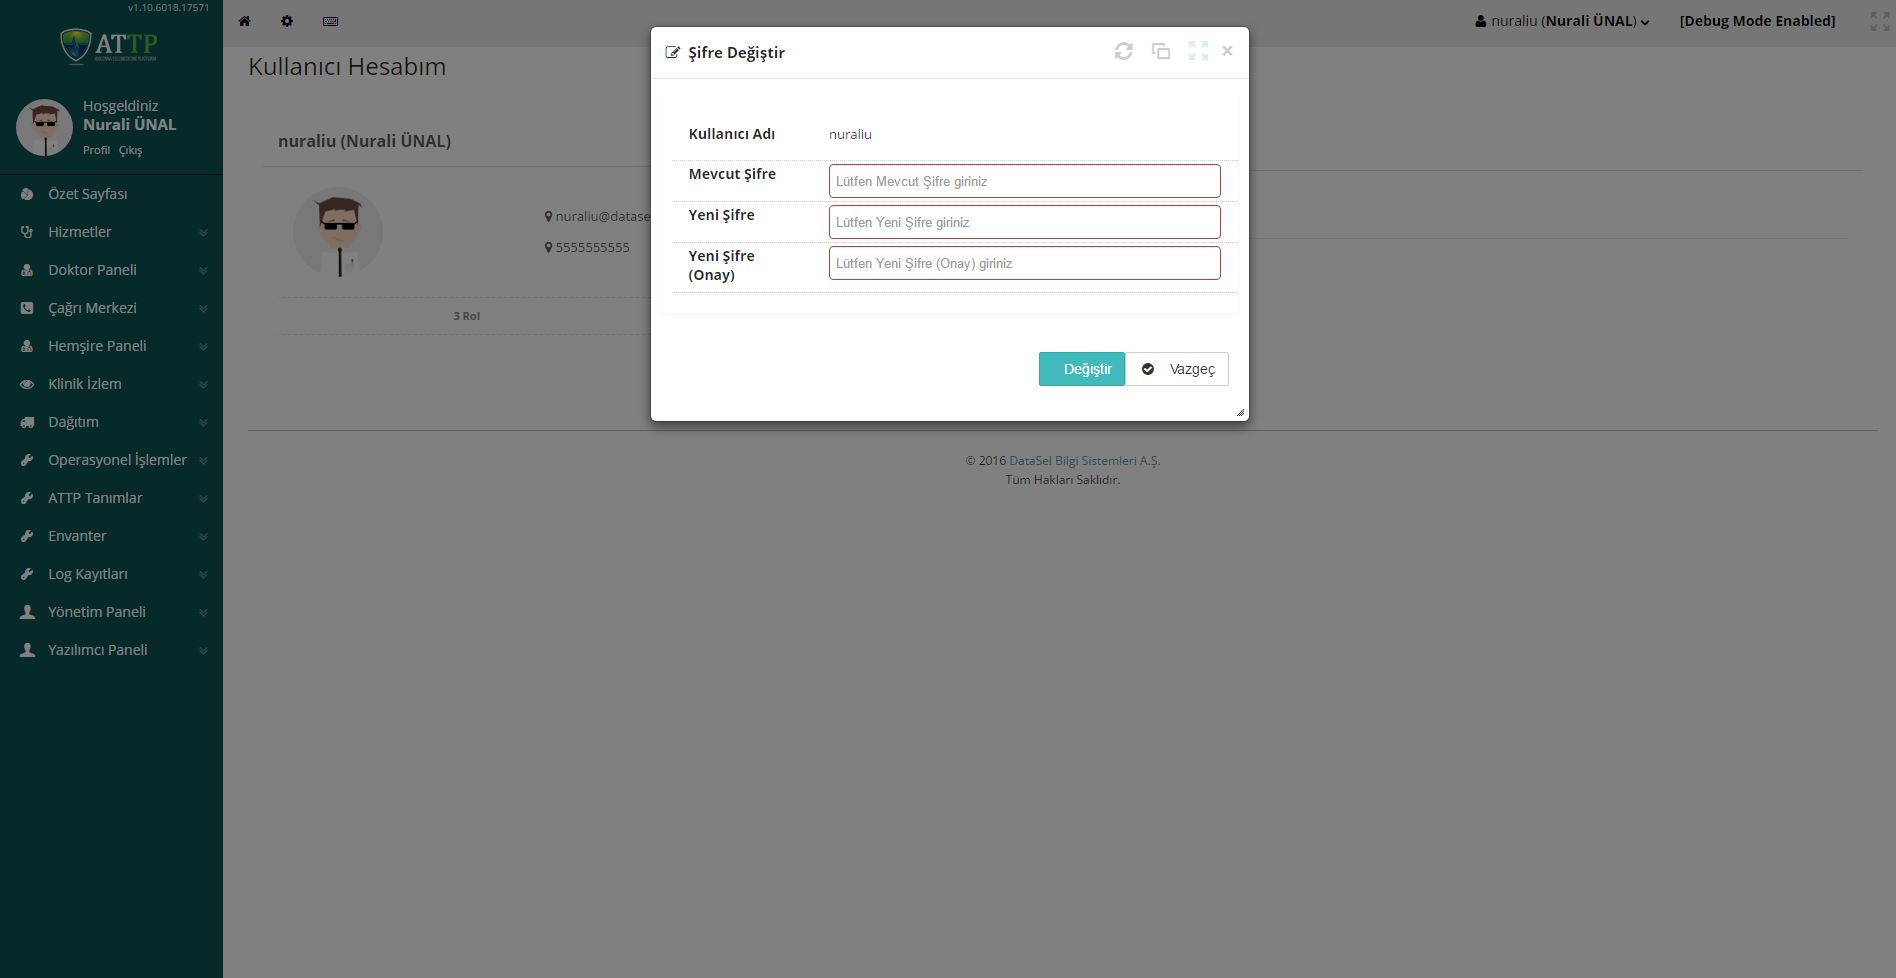 v1.10.6018.17571
ATTP
Hoşgeldiniz
Nurali ÜNAL
Profil Çıkış
Özet Sayfası
Hizmetler
Doktor Paneli
Çağrı Merkezi
Hemşire Paneli
Klinik İzlem
Dağıtım
Operasyonel İşlemler
ATTP Tanımlar
Envanter
Log Kayıtları
Yönetim Paneli
Yazılımcı Paneli
nuraliu (Nurali ÜNAL)
[Debug Mode Enabled]
Kullanıcı Hesabım
nuraliu (Nurali ÜNAL)
nuraliu@datase
5555555555
3 Rol
Şifre Değiştir
Kullanıcı Adı nuraliu
Mevcut Şifre Lütfen Mevcut Şifre giriniz
Yeni Şifre Lütfen Yeni Şifre giriniz
Yeni Şifre
(Onay)
Lütfen Yeni Şifre (Onay) giriniz
Değiştir Vazgeç
© 2016 DataSel Bilgi Sistemleri A.Ş.
Tüm Hakları Saklıdır.